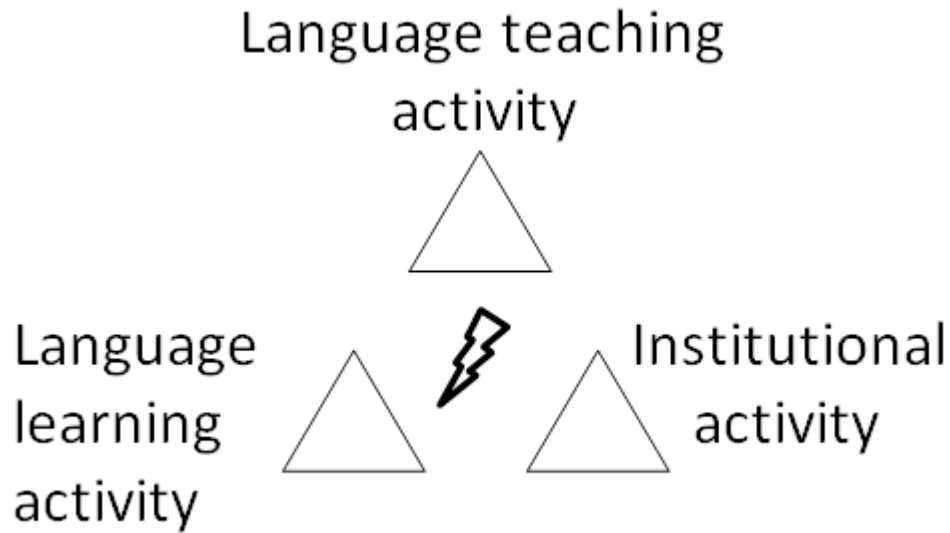 Language teaching
activity
Language
learning
activity
Institutional
activity